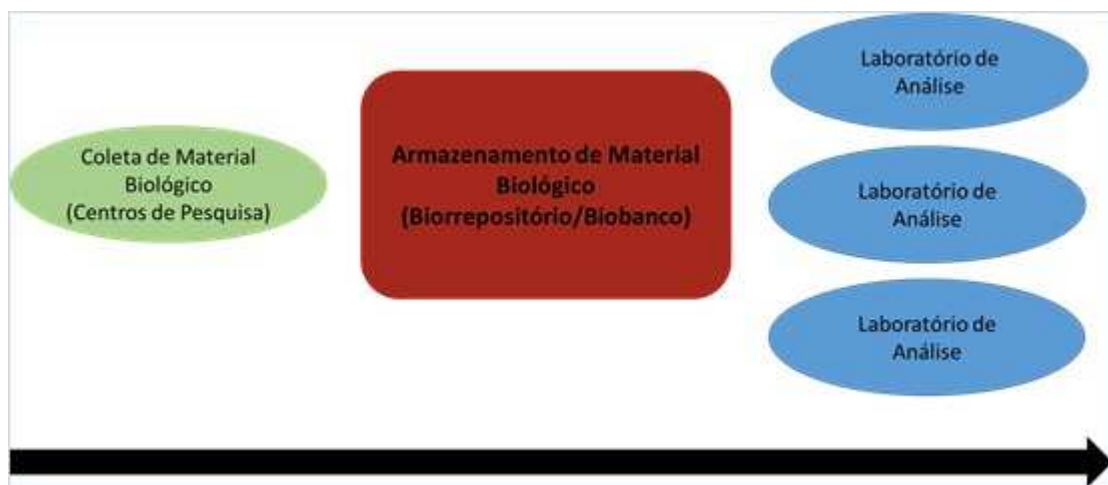 Coleta de Material
Biológico
(Centros de Pesquisa)
Armazenamento de Material
Biológico
(Biorrepositório/Biobanco)
Laboratório de
Análise
Laboratório de
Análise
Laboratório de
Análise